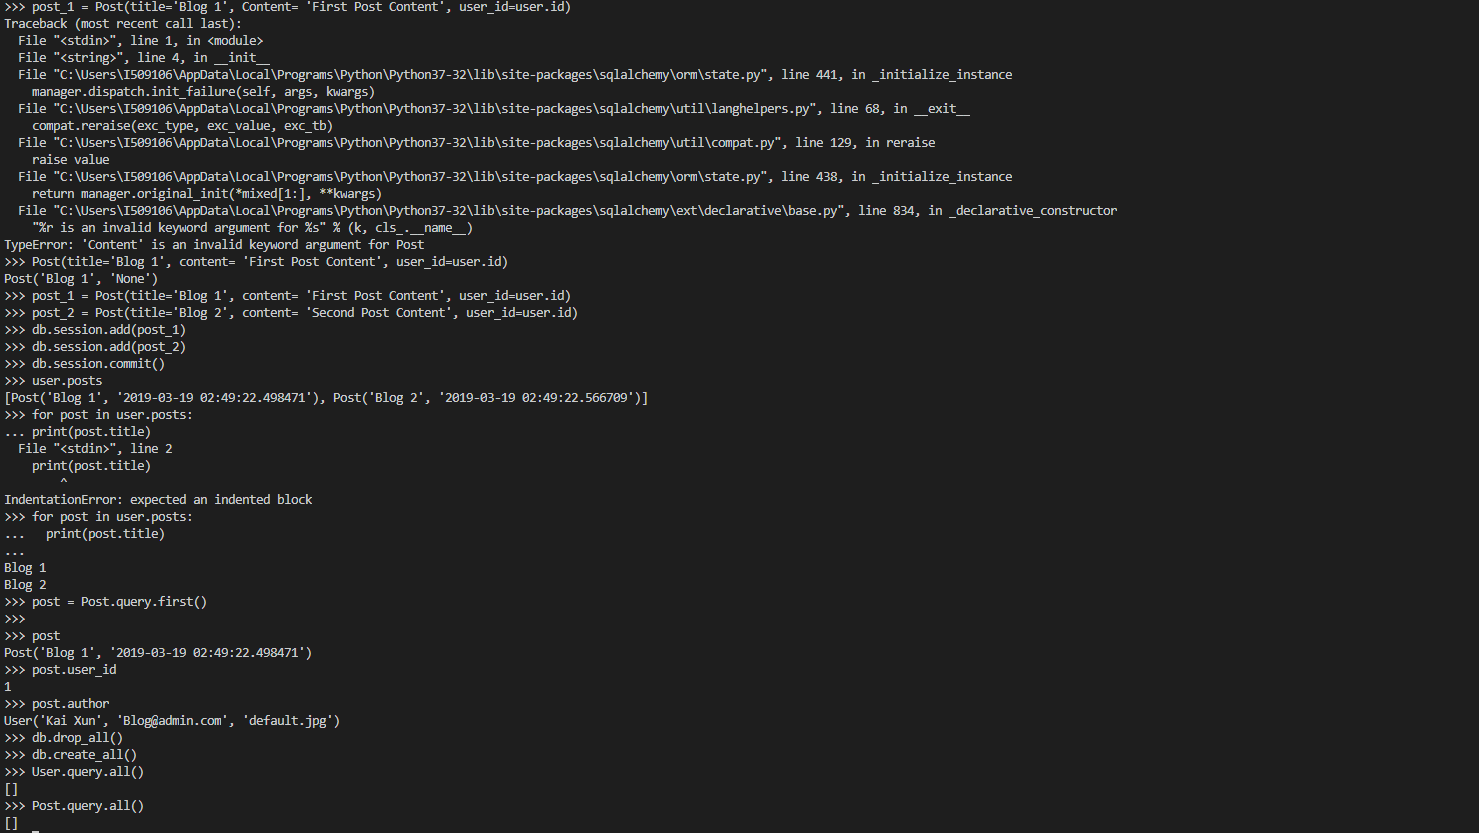 >>> post_1 = Post(title='Blog 1', Content= 'First Post Content', user_id=user.id)
Traceback (most recent call last):
  File "<stdin>", line 1, in <module>
  File "<string>", line 4, in __init__
  File "C:\Users\I509106\AppData\Local\Programs\Python\Python37-32\lib\site-packages\sqlalchemy\orm\state.py", line 441, in _initialize_instance
    manager.dispatch.init_failure(self, args, kwargs)
  File "C:\Users\I509106\AppData\Local\Programs\Python\Python37-32\lib\site-packages\sqlalchemy\util\langhelpers.py", line 68, in __exit__
    compat.reraise(exc_type, exc_value, exc_tb)
  File "C:\Users\I509106\AppData\Local\Programs\Python\Python37-32\lib\site-packages\sqlalchemy\util\compat.py", line 129, in reraise
    raise value
  File "C:\Users\I509106\AppData\Local\Programs\Python\Python37-32\lib\site-packages\sqlalchemy\orm\state.py", line 438, in _initialize_instance
    return manager.original_init(*mixed[1:], **kwargs)
  File "C:\Users\I509106\AppData\Local\Programs\Python\Python37-32\lib\site-packages\sqlalchemy\ext\declarative\base.py", line 834, in _declarative_constructor
    "%r is an invalid keyword argument for %s" % (k, cls_.__name__)
TypeError: 'Content' is an invalid keyword argument for Post
>>> Post(title='Blog 1', content= 'First Post Content', user_id=user.id)
Post('Blog 1', 'None')
>>> post_1 = Post(title='Blog 1', content= 'First Post Content', user_id=user.id)
>>> post_2 = Post(title='Blog 2', content= 'Second Post Content', user_id=user.id)
>>> db.session.add(post_1)
>>> db.session.add(post_2)
>>> db.session.commit()
>>> user.posts
[Post('Blog 1', '2019-03-19 02:49:22.498471'), Post('Blog 2', '2019-03-19 02:49:22.566709')]
>>> for post in user.posts:
... print(post.title)
  File "<stdin>", line 2
    print(post.title)
        ^
IndentationError: expected an indented block
>>> for post in user.posts:
...   print(post.title)
...
Blog 1
Blog 2
>>> post = Post.query.first()
>>>
>>> post
Post('Blog 1', '2019-03-19 02:49:22.498471')
>>> post.user_id
1
>>> post.author
User('Kai Xun', 'Blog@admin.com', 'default.jpg')
>>> db.drop_all()
>>> db.create_all()
>>> User.query.all()
[]
>>> Post.query.all()
[]